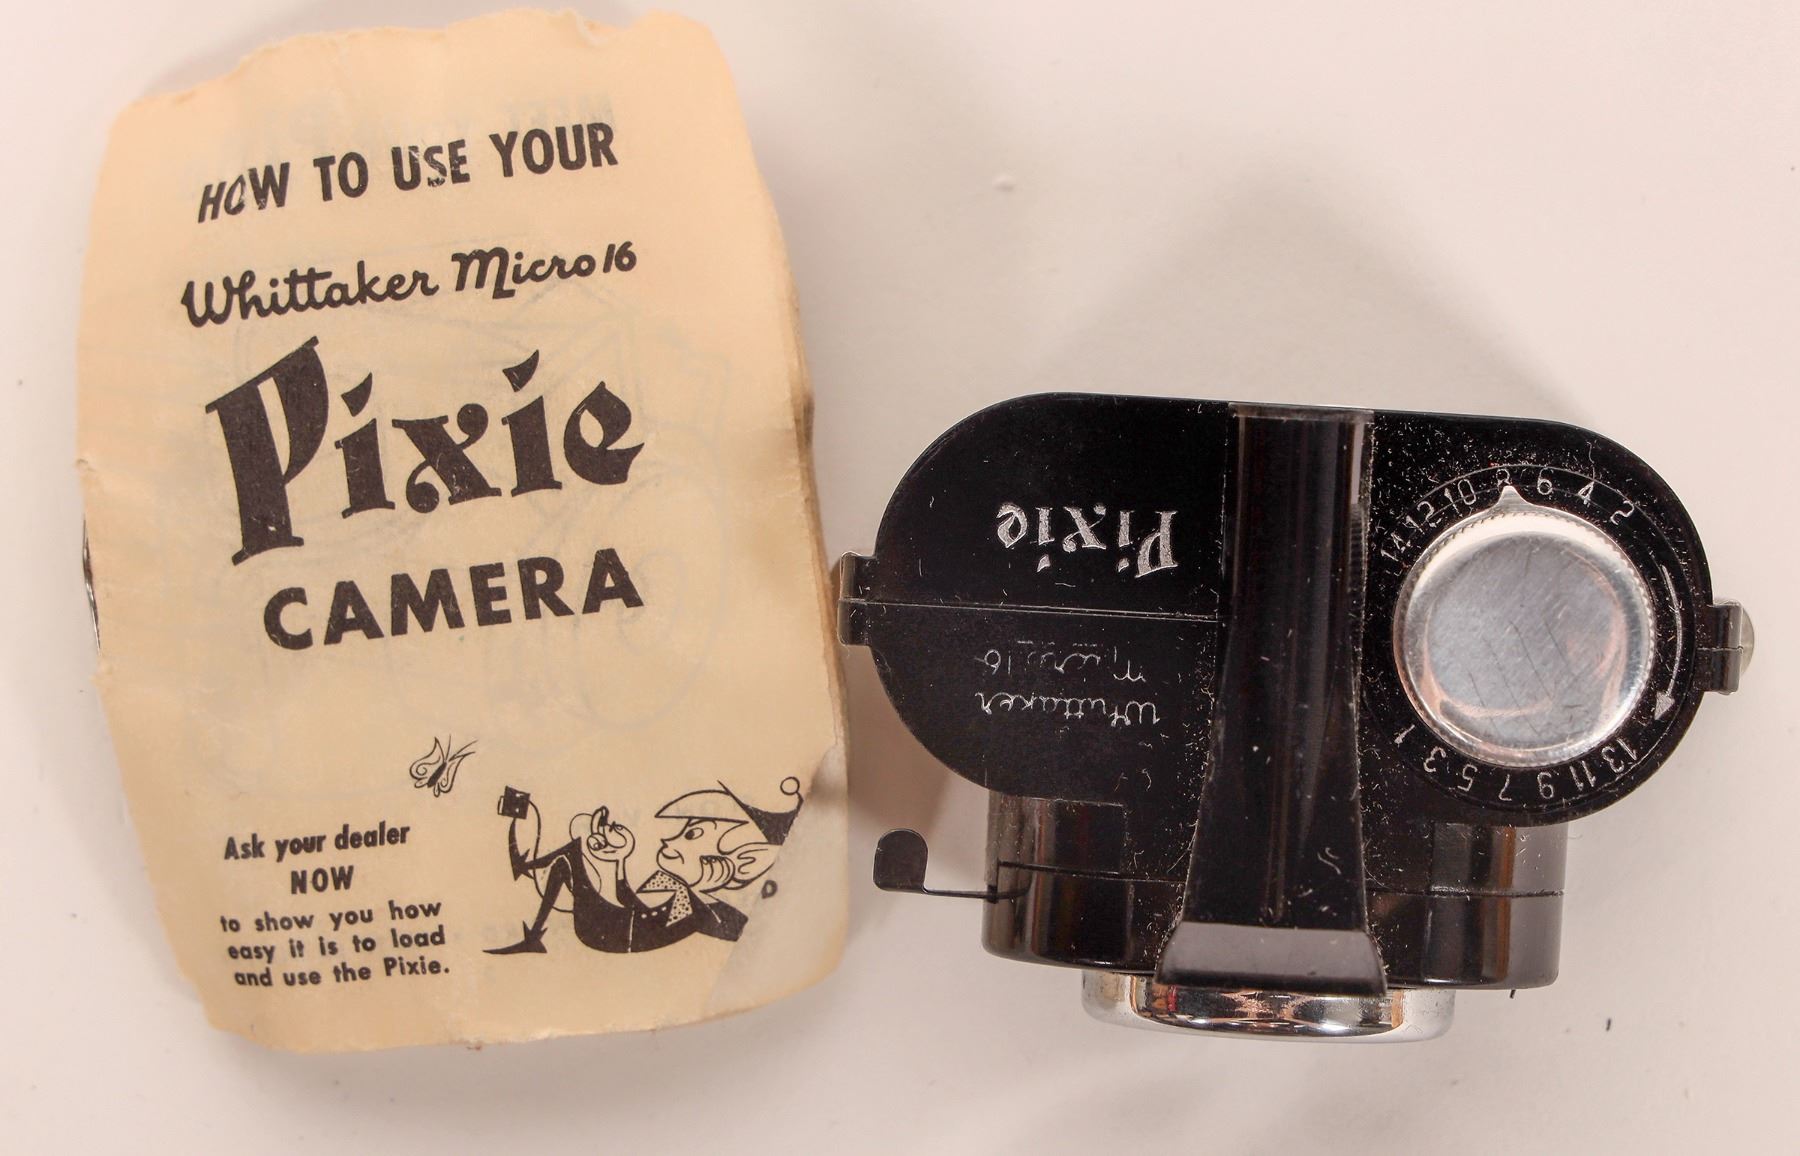 HOW TO USE YOUR
Whittaker Micro 16
Pixie
CAMERA
Ask your dealer
NOW
to show you how
easy it is to load
and use the Pixie.
Pixie
Whittaker
Micro 16
14 12 10 8 6 4 2
13 11 9 7 5 3 1